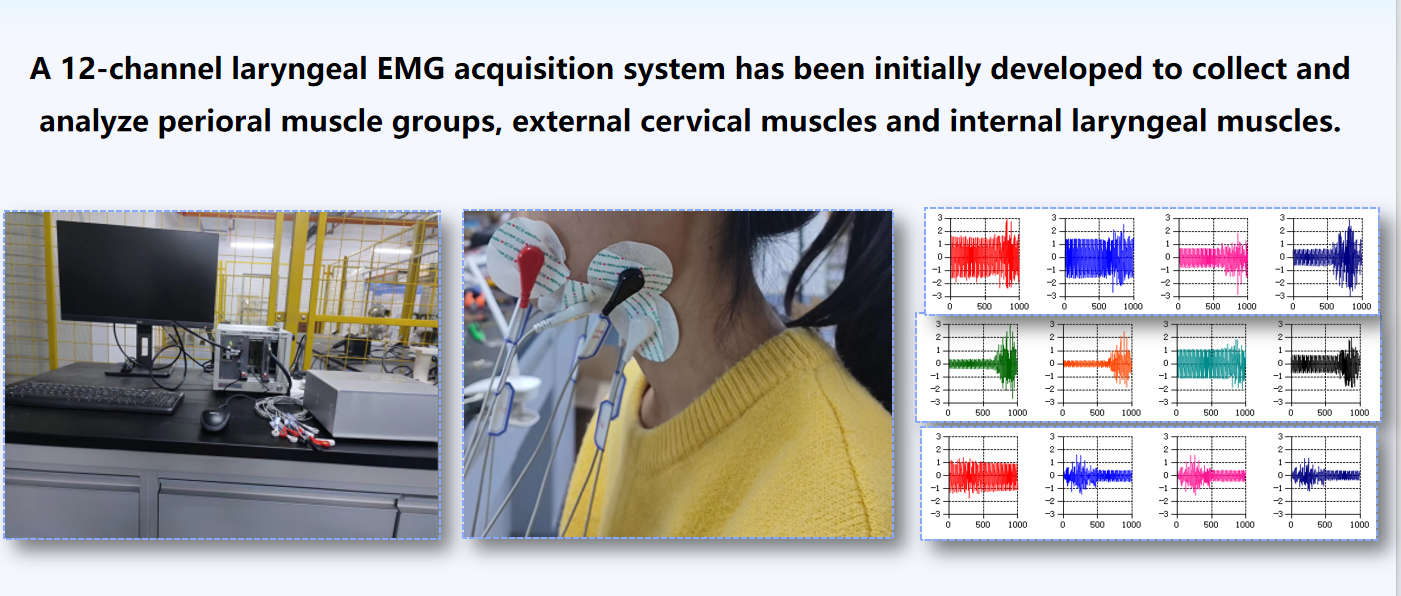 A 12-channel laryngeal EMG acquisition system has been initially developed to collect and
analyze perioral muscle groups, external cervical muscles and internal laryngeal muscles.
3 3 3 3
2 2 2 2
1 1 1 1
0 0 0 0
−1 −1 −1 −1
−2 −2 −2 −2
−3 −3 −3 −3
0 500 1000 0 500 1000 0 500 1000 0 500 1000
3 3 3 3
2 2 2 2
1 1 1 1
0 0 0 0
−1 −1 −1 −1
−2 −2 −2 −2
−3 −3 −3 −3
0 500 1000 0 500 1000 0 500 1000 0 500 1000
3 3 3 3
2 2 2 2
1 1 1 1
0 0 0 0
−1 −1 −1 −1
−2 −2 −2 −2
−3 −3 −3 −3
0 500 1000 0 500 1000 0 500 1000 0 500 1000